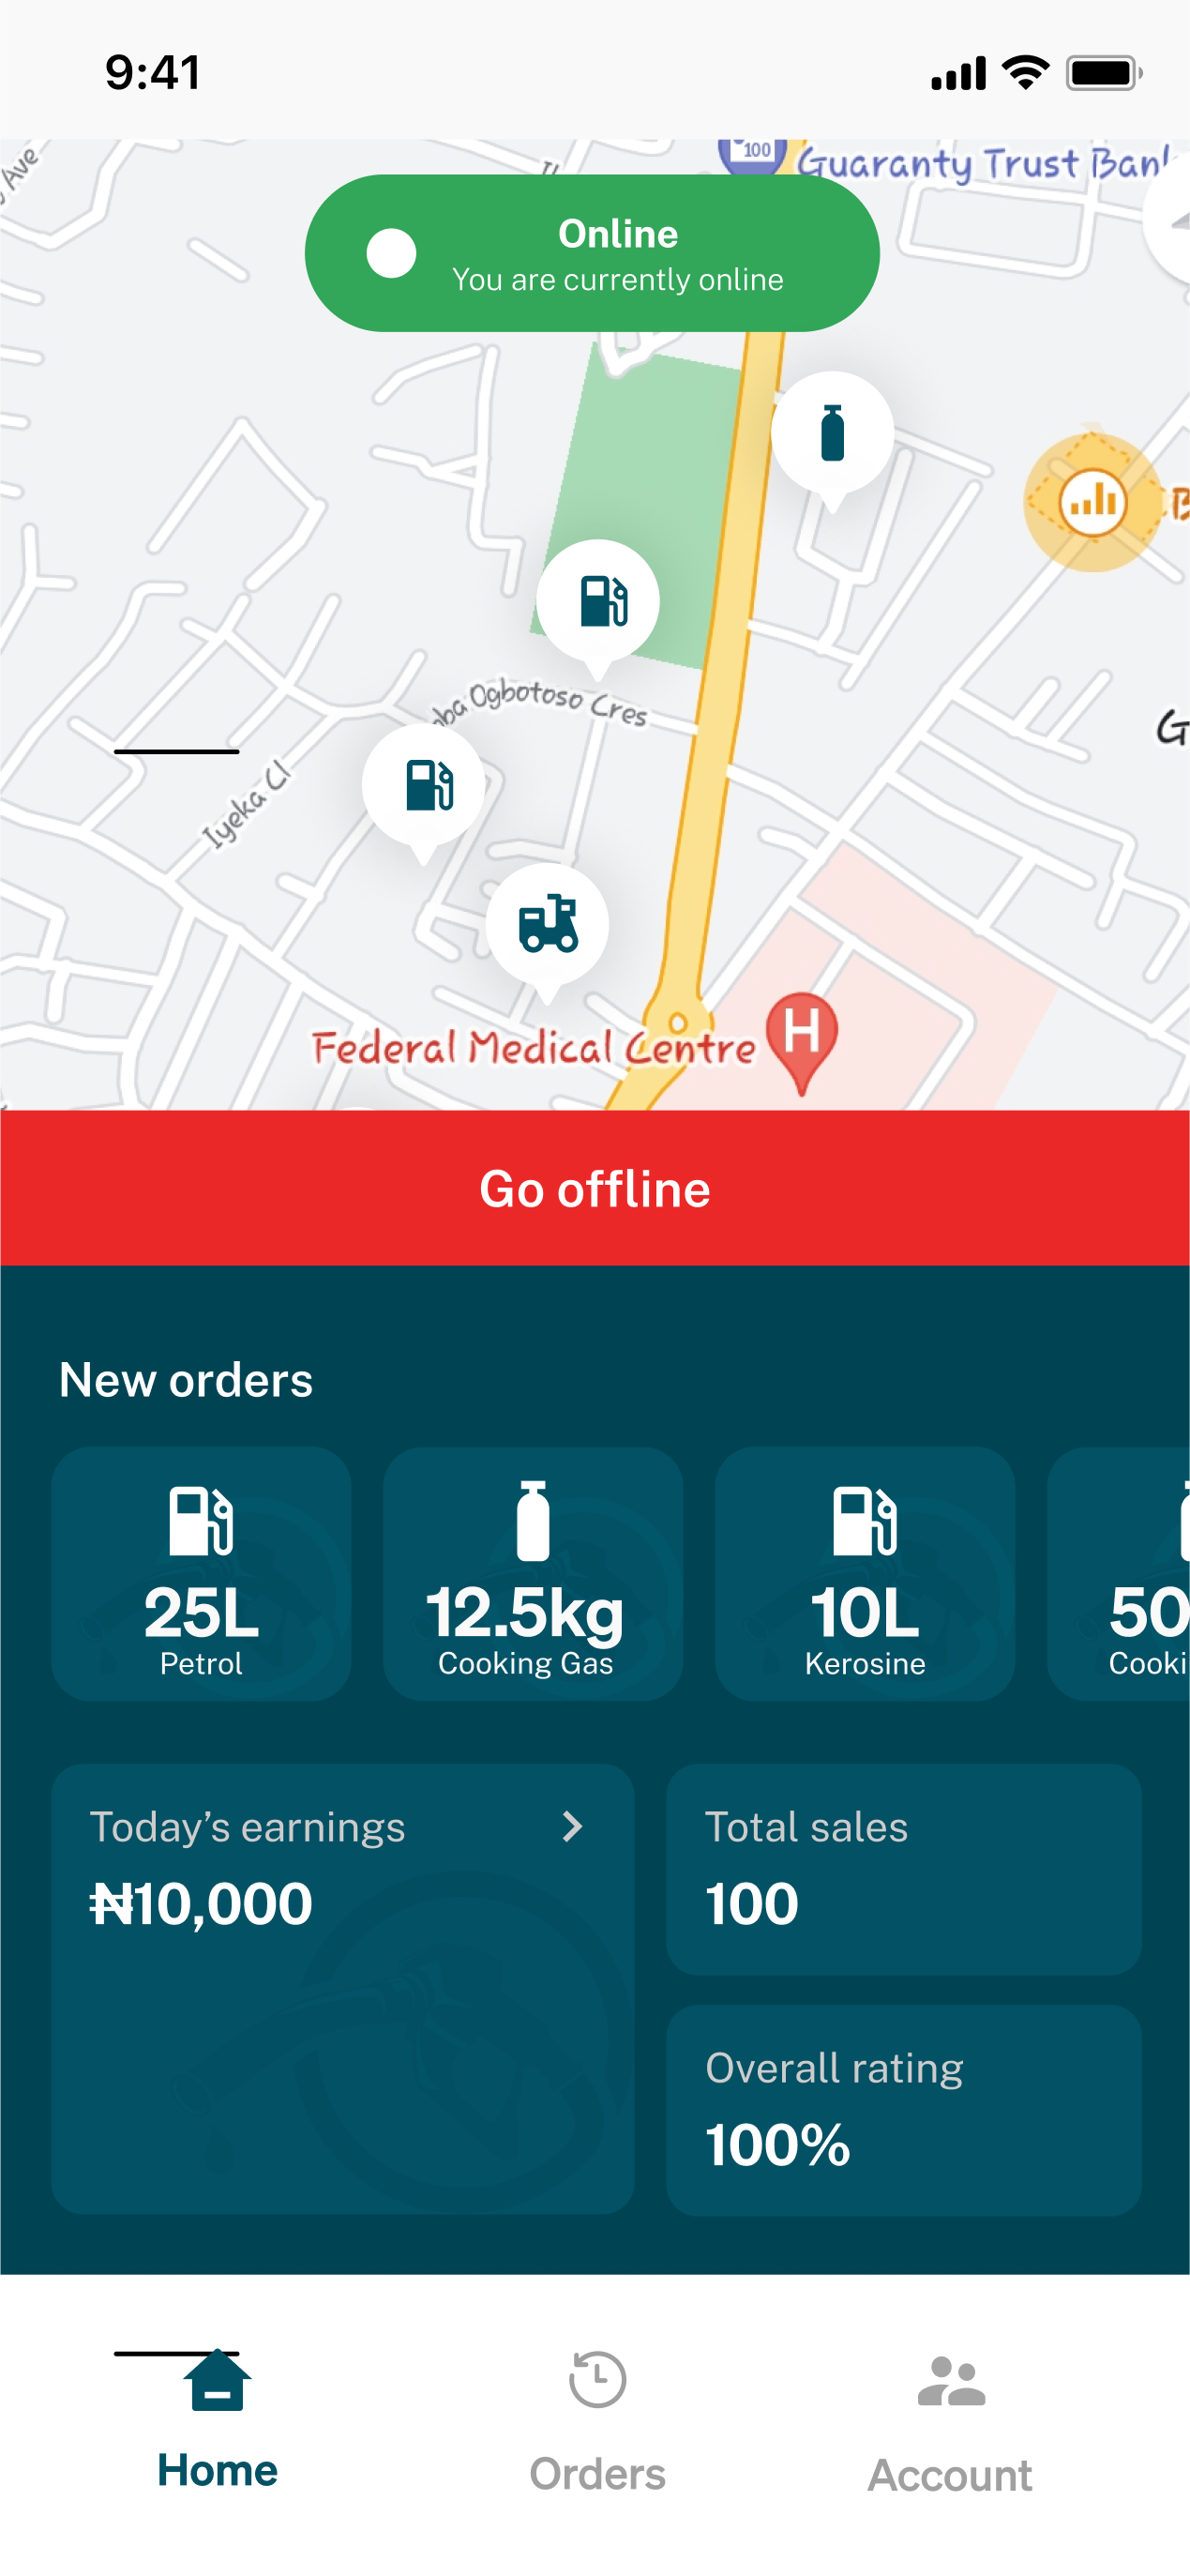 9:41
Ave
100
Guaranty Trust Bank
Online
You are currently online
Ogbotoso Cres
Iyeka Cl
Federal Medical Centre
H
Go offline
New orders
25L
12.5kg
10L
50
Petrol
Cooking Gas
Kerosine
Cooki
Today’s earnings
₦10,000
Total sales
100
Overall rating
100%
Home
Orders
Account